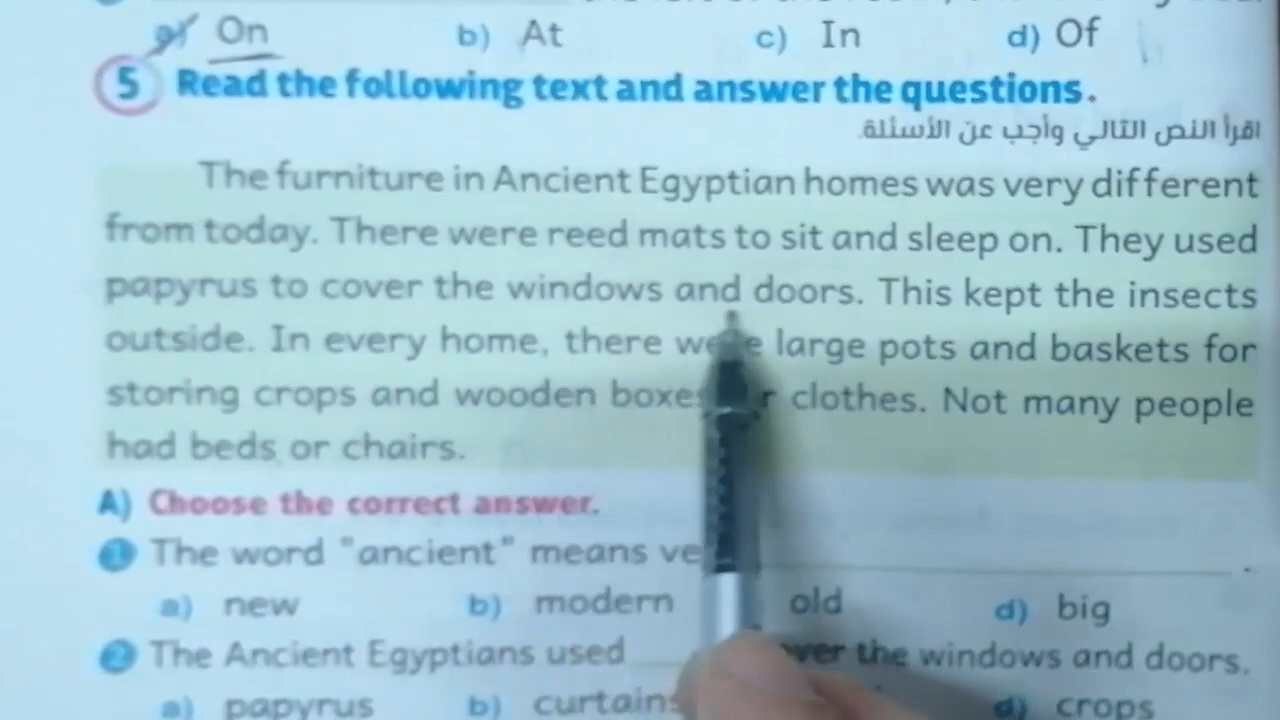 a) On b) At c) In d) Of
5 Read the following text and answer the questions.
اقرأ النص التالي وأجب عن الأسئلة
The furniture in Ancient Egyptian homes was very different
from today. There were reed mats to sit and sleep on. They used
papyrus to cover the windows and doors. This kept the insects
outside. In every home, there were large pots and baskets for
storing crops and wooden boxes clothes. Not many people
had beds or chairs.
A) Choose the correct answer.
1 The word "ancient" means .
a) new b) modern old d) big
2 The Ancient Egyptians used the windows and doors.
a) papyrus b) curtains d) crops